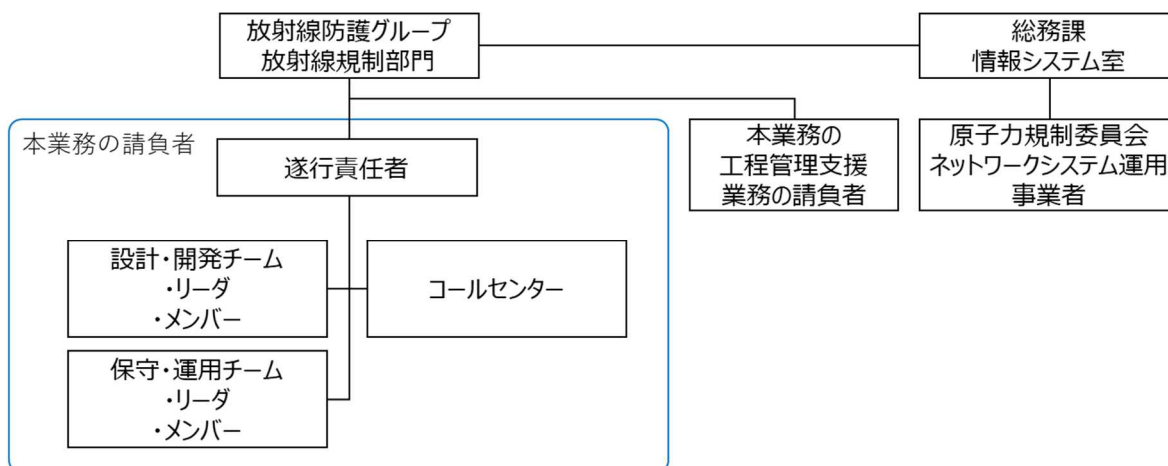 放射線防護グループ
放射線規制部門
総務課
情報システム室
本業務の請負者
遂行責任者
本業務の
工程管理支援
業務の請負者
原子力規制委員会
ネットワークシステム運用
事業者
設計・開発チーム
・リーダ
・メンバー
コールセンター
保守・運用チーム
・リーダ
・メンバー